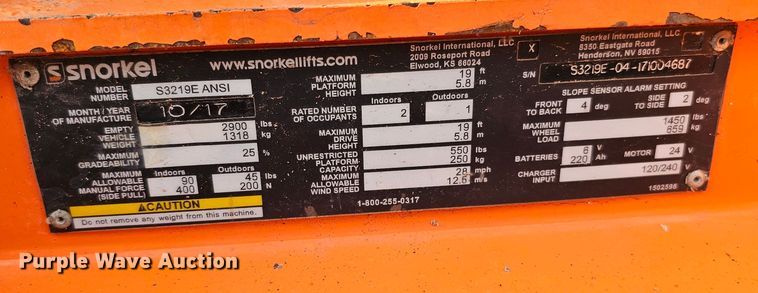 snorkel
www.snorkellifts.com
Snorkel International, LLC
2009 Roseport Road
Elwood, KS 66024
X
Snorkel International, LLC
8350 Eastgate Road
Henderson, NV 89015
MODEL NUMBER S3219E ANSI
MONTH / YEAR OF MANUFACTURE 10/17
EMPTY VEHICLE WEIGHT 2900 lbs 1318 kg
MAXIMUM GRADEABILITY 25 %
MAXIMUM ALLOWABLE MANUAL FORCE (SIDE PULL) Indoors 90 400 Outdoors 45 lbs 200 N
⚠CAUTION
Do not remove any weight from this machine.
MAXIMUM PLATFORM HEIGHT 19 ft 5.8 m
RATED NUMBER OF OCCUPANTS Indoors 2 Outdoors 1
MAXIMUM DRIVE HEIGHT 19 ft 5.8 m
UNRESTRICTED PLATFORM CAPACITY 550 lbs 250 kg
MAXIMUM ALLOWABLE WIND SPEED 28 mph 12.5 m/s
1-800-255-0317
S/N S3219E-04-171004687
SLOPE SENSOR ALARM SETTING
FRONT TO BACK 4 deg SIDE TO SIDE 2 deg
MAXIMUM WHEEL LOAD 1450 lbs 659 kg
BATTERIES 6 V 220 Ah MOTOR 24 V
CHARGER INPUT 120/240 V
1502596
Purple Wave Auction